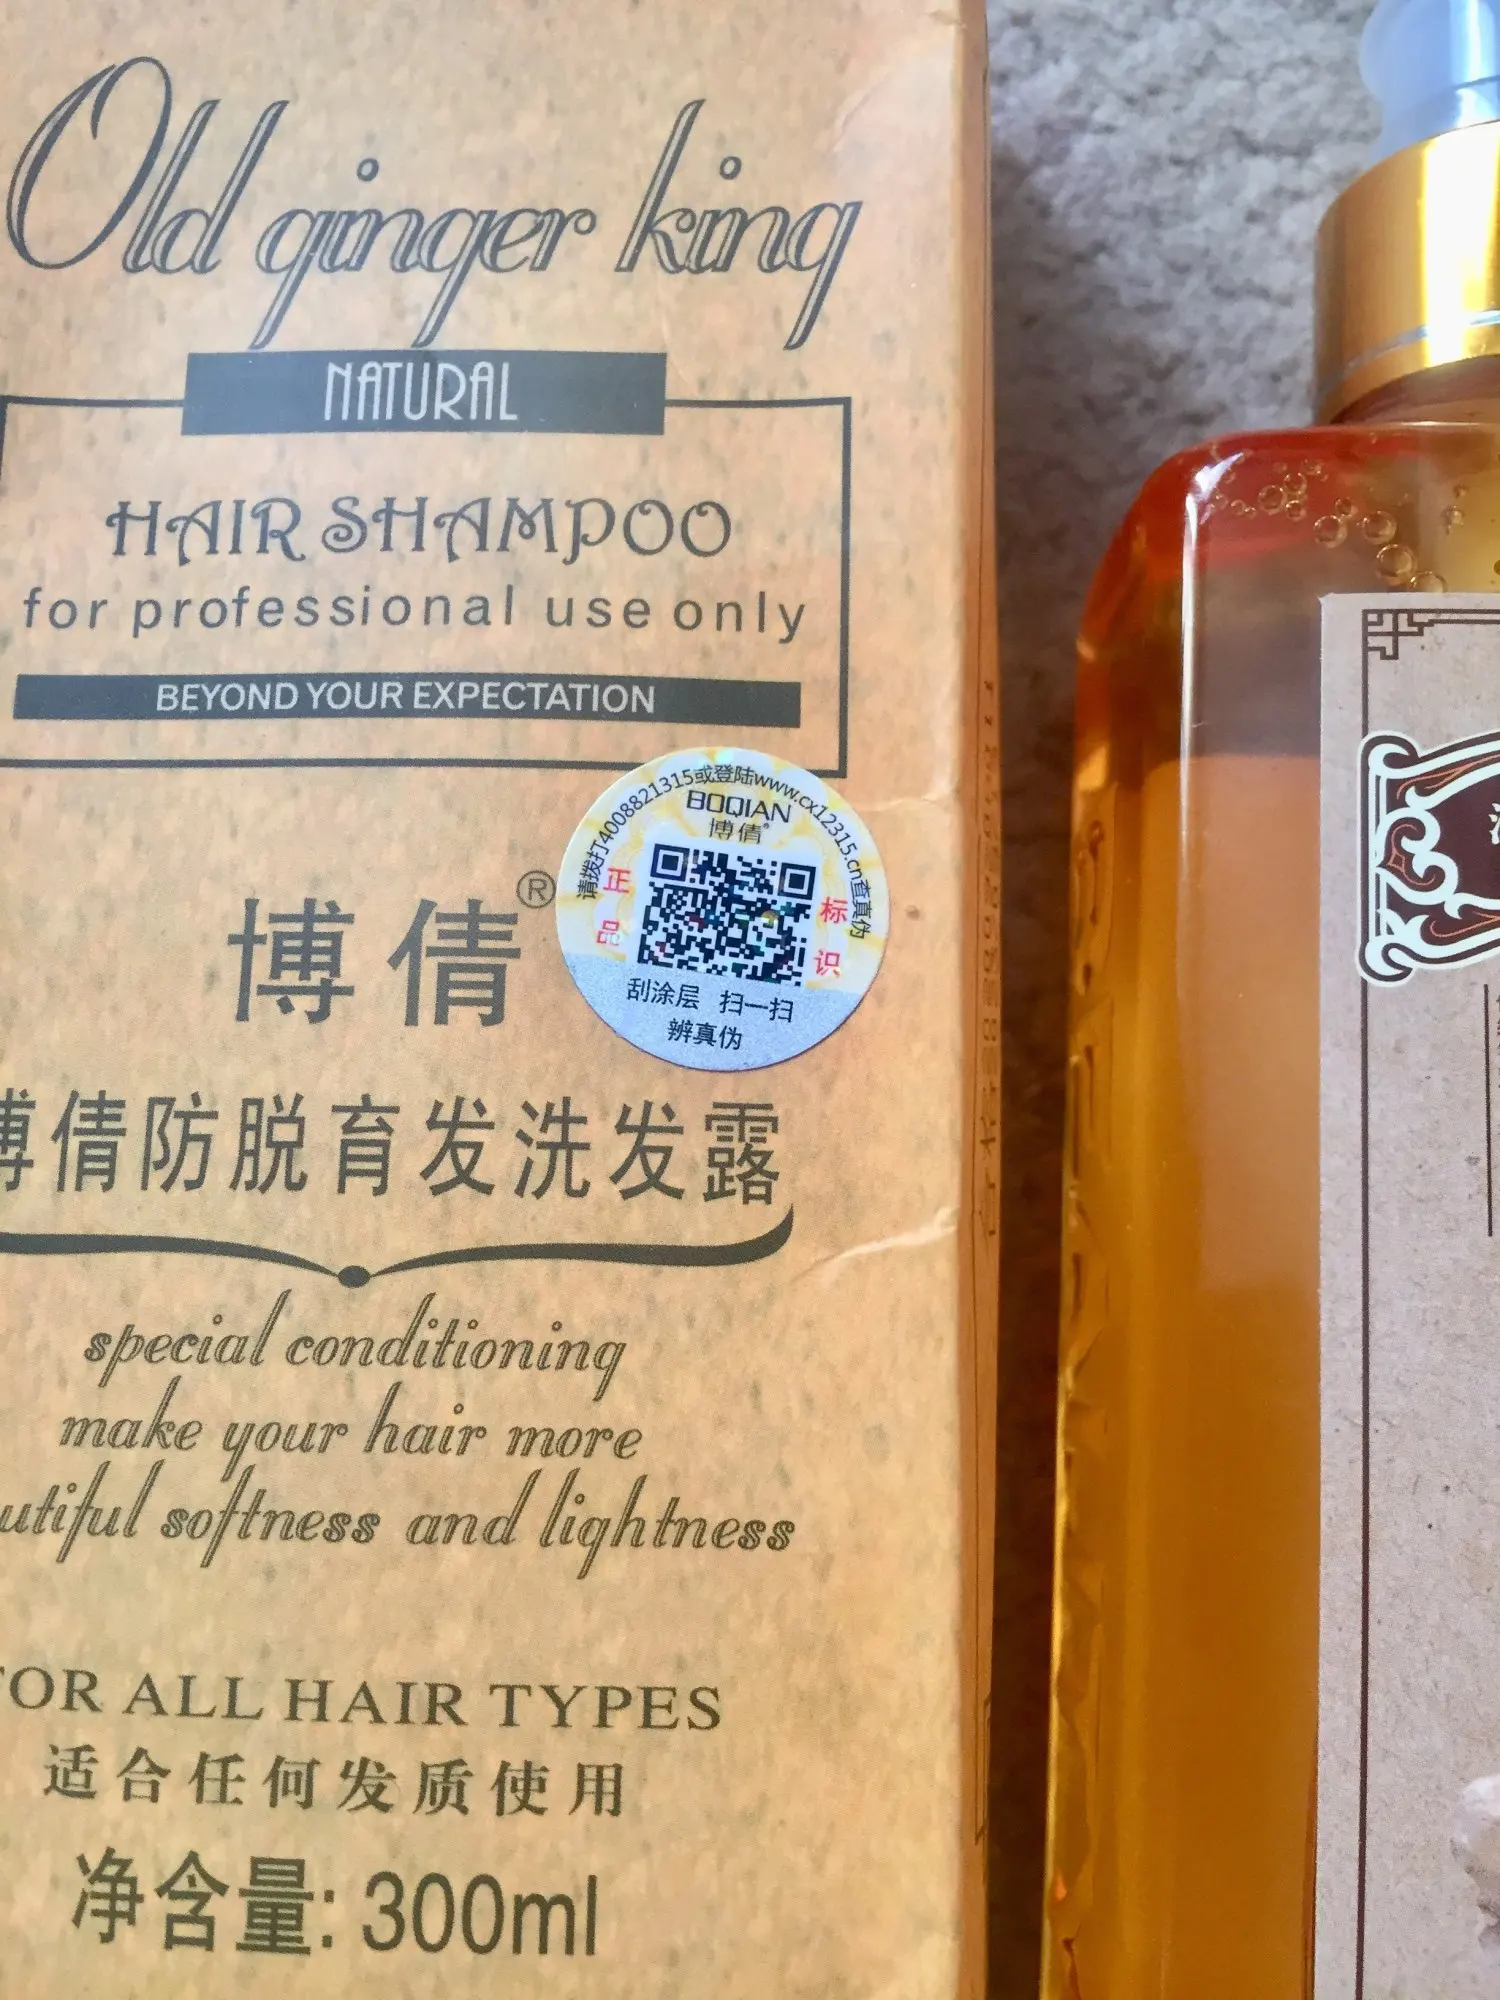 Old ginger king
NATURAL
HAIR SHAMPOO
for professional use only
BEYOND YOUR EXPECTATION
请拨打4008821315或登陆www.cx12315.cn查真伪
BOQIAN
博倩®
正品
标识
刮涂层 扫一扫
辨真伪
博倩®
博倩防脱育发洗发露
special conditioning
make your hair more
utiful softness and lightness
FOR ALL HAIR TYPES
适合任何发质使用
净含量: 300ml